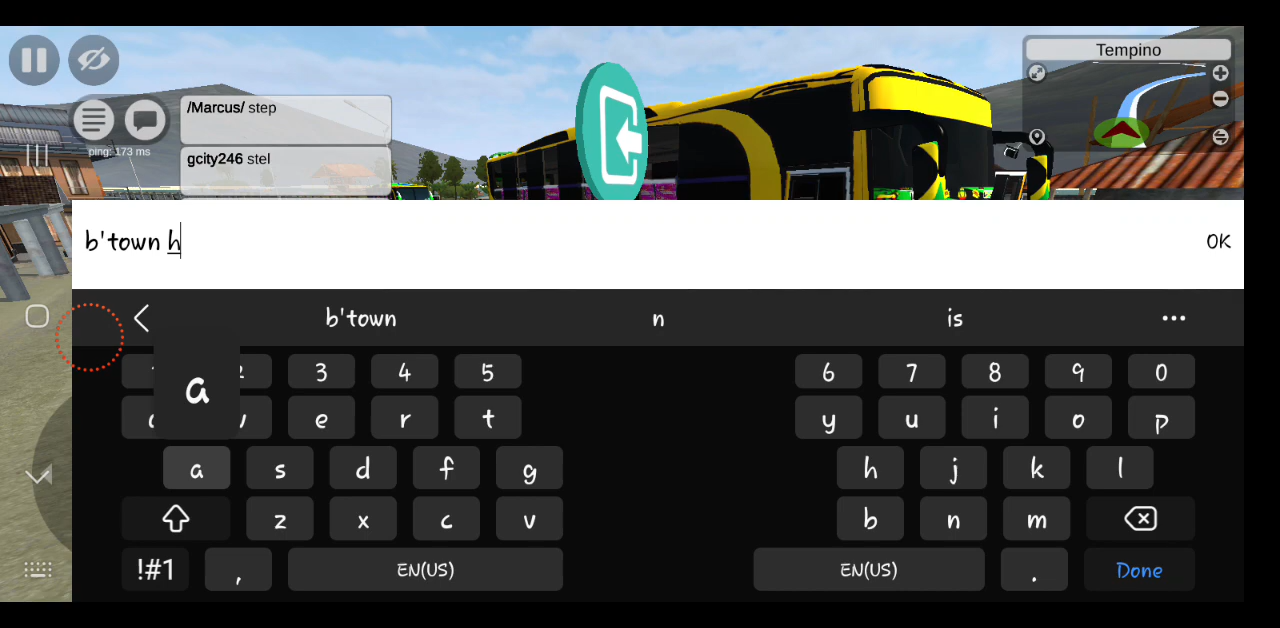 Tempino
/Marcus/ step
ping: 173 ms
gcity246 stel
b'town h
OK
b'town n is ...
3 4 5 6 7 8 9 0
e r t y u i o p
a
a s d f g h j k l
z x c v b n m
!#1 , EN(US) EN(US) . Done